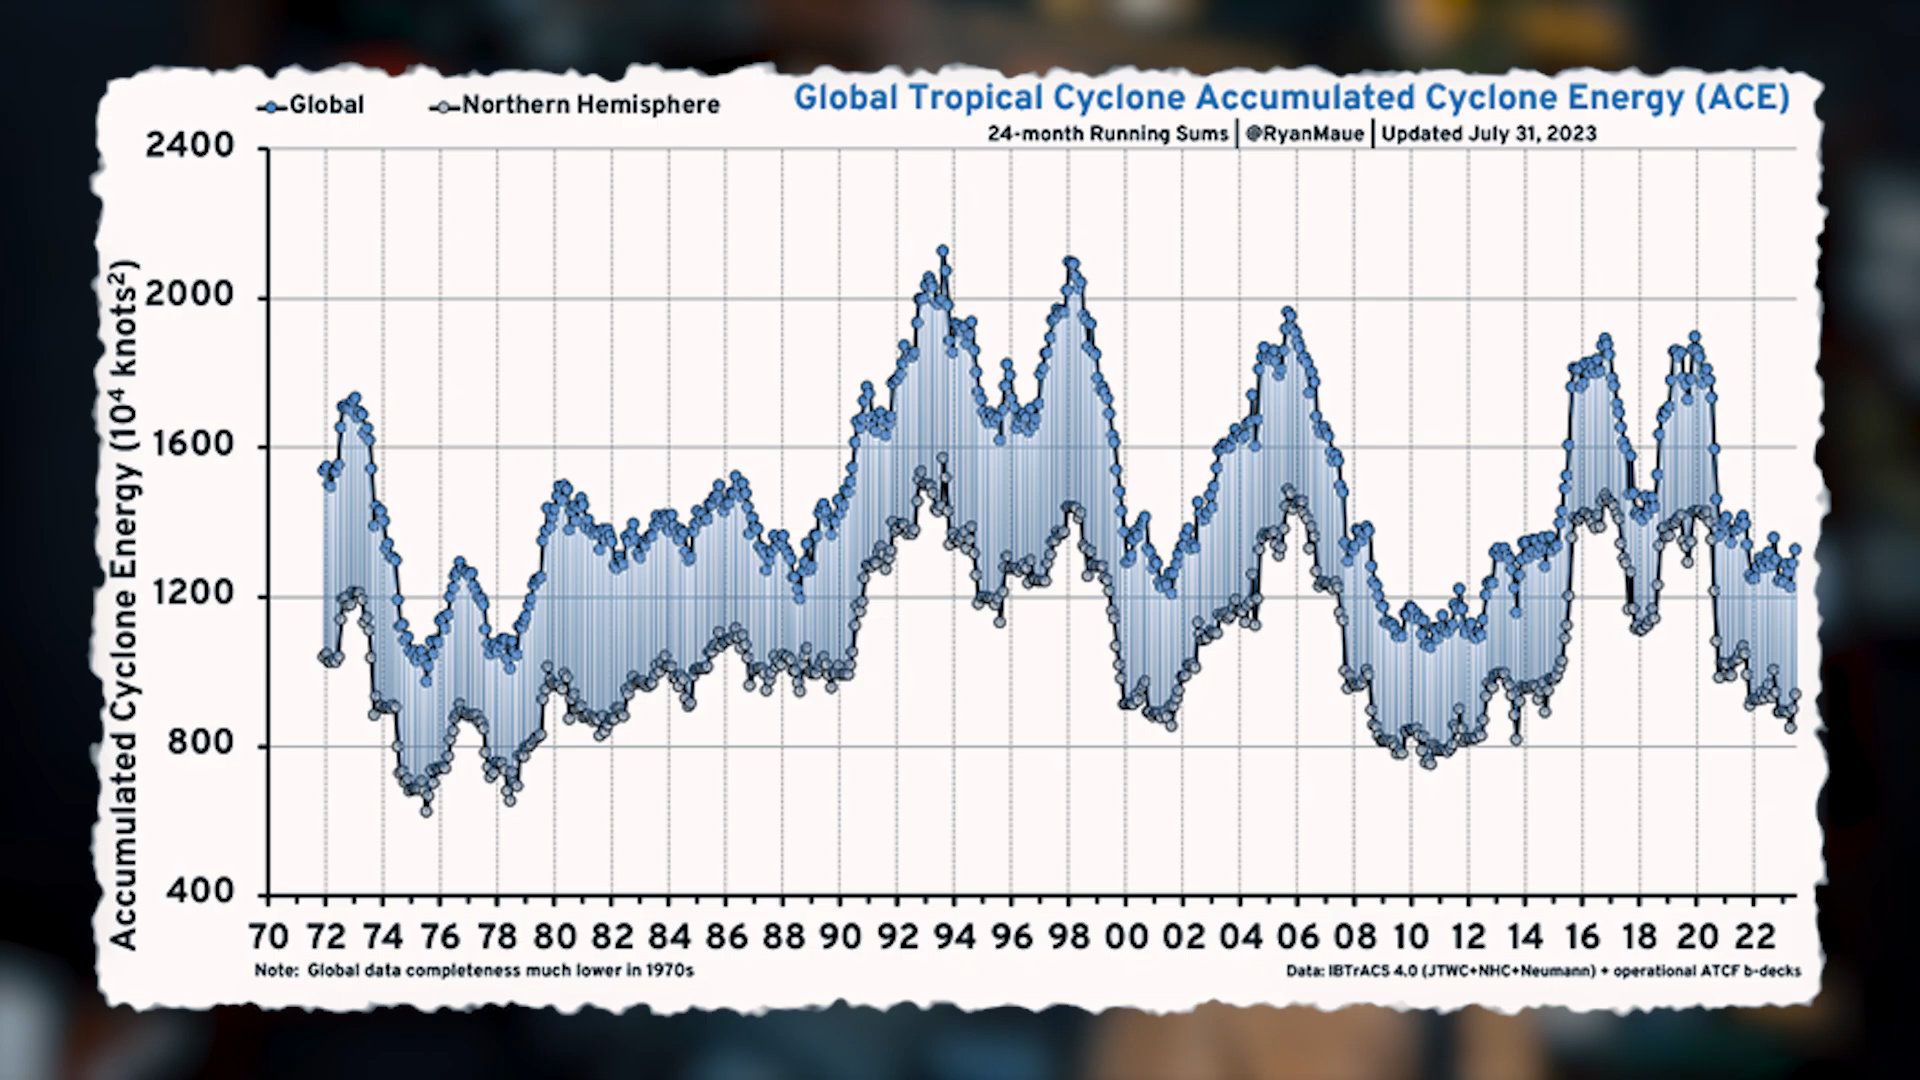 Global
Northern Hemisphere
Global Tropical Cyclone Accumulated Cyclone Energy (ACE)
24-month Running Sums | @RyanMaue | Updated July 31, 2023
Accumulated Cyclone Energy (10⁴ knots²)
2400
2000
1600
1200
800
400
70 72 74 76 78 80 82 84 86 88 90 92 94 96 98 00 02 04 06 08 10 12 14 16 18 20 22
Note: Global data completeness much lower in 1970s
Data: IBTrACS 4.0 (JTWC+NHC+Neumann) + operational ATCF b-decks